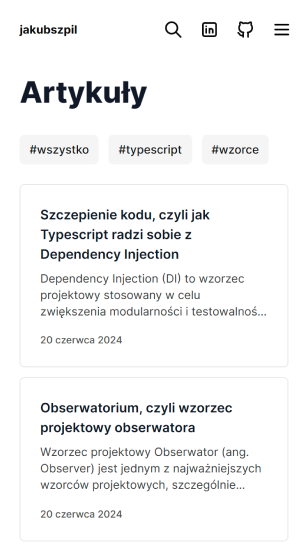 jakubszpil
Artykuły
#wszystko #typescript #wzorce
Szczepienie kodu, czyli jak
Typescript radzi sobie z
Dependency Injection
Dependency Injection (DI) to wzorzec
projektowy stosowany w celu
zwiększenia modularności i testowalnoś...
20 czerwca 2024
Obserwatorium, czyli wzorzec
projektowy obserwatora
Wzorzec projektowy Obserwator (ang.
Observer) jest jednym z najważniejszych
wzorców projektowych, szczególnie...
20 czerwca 2024